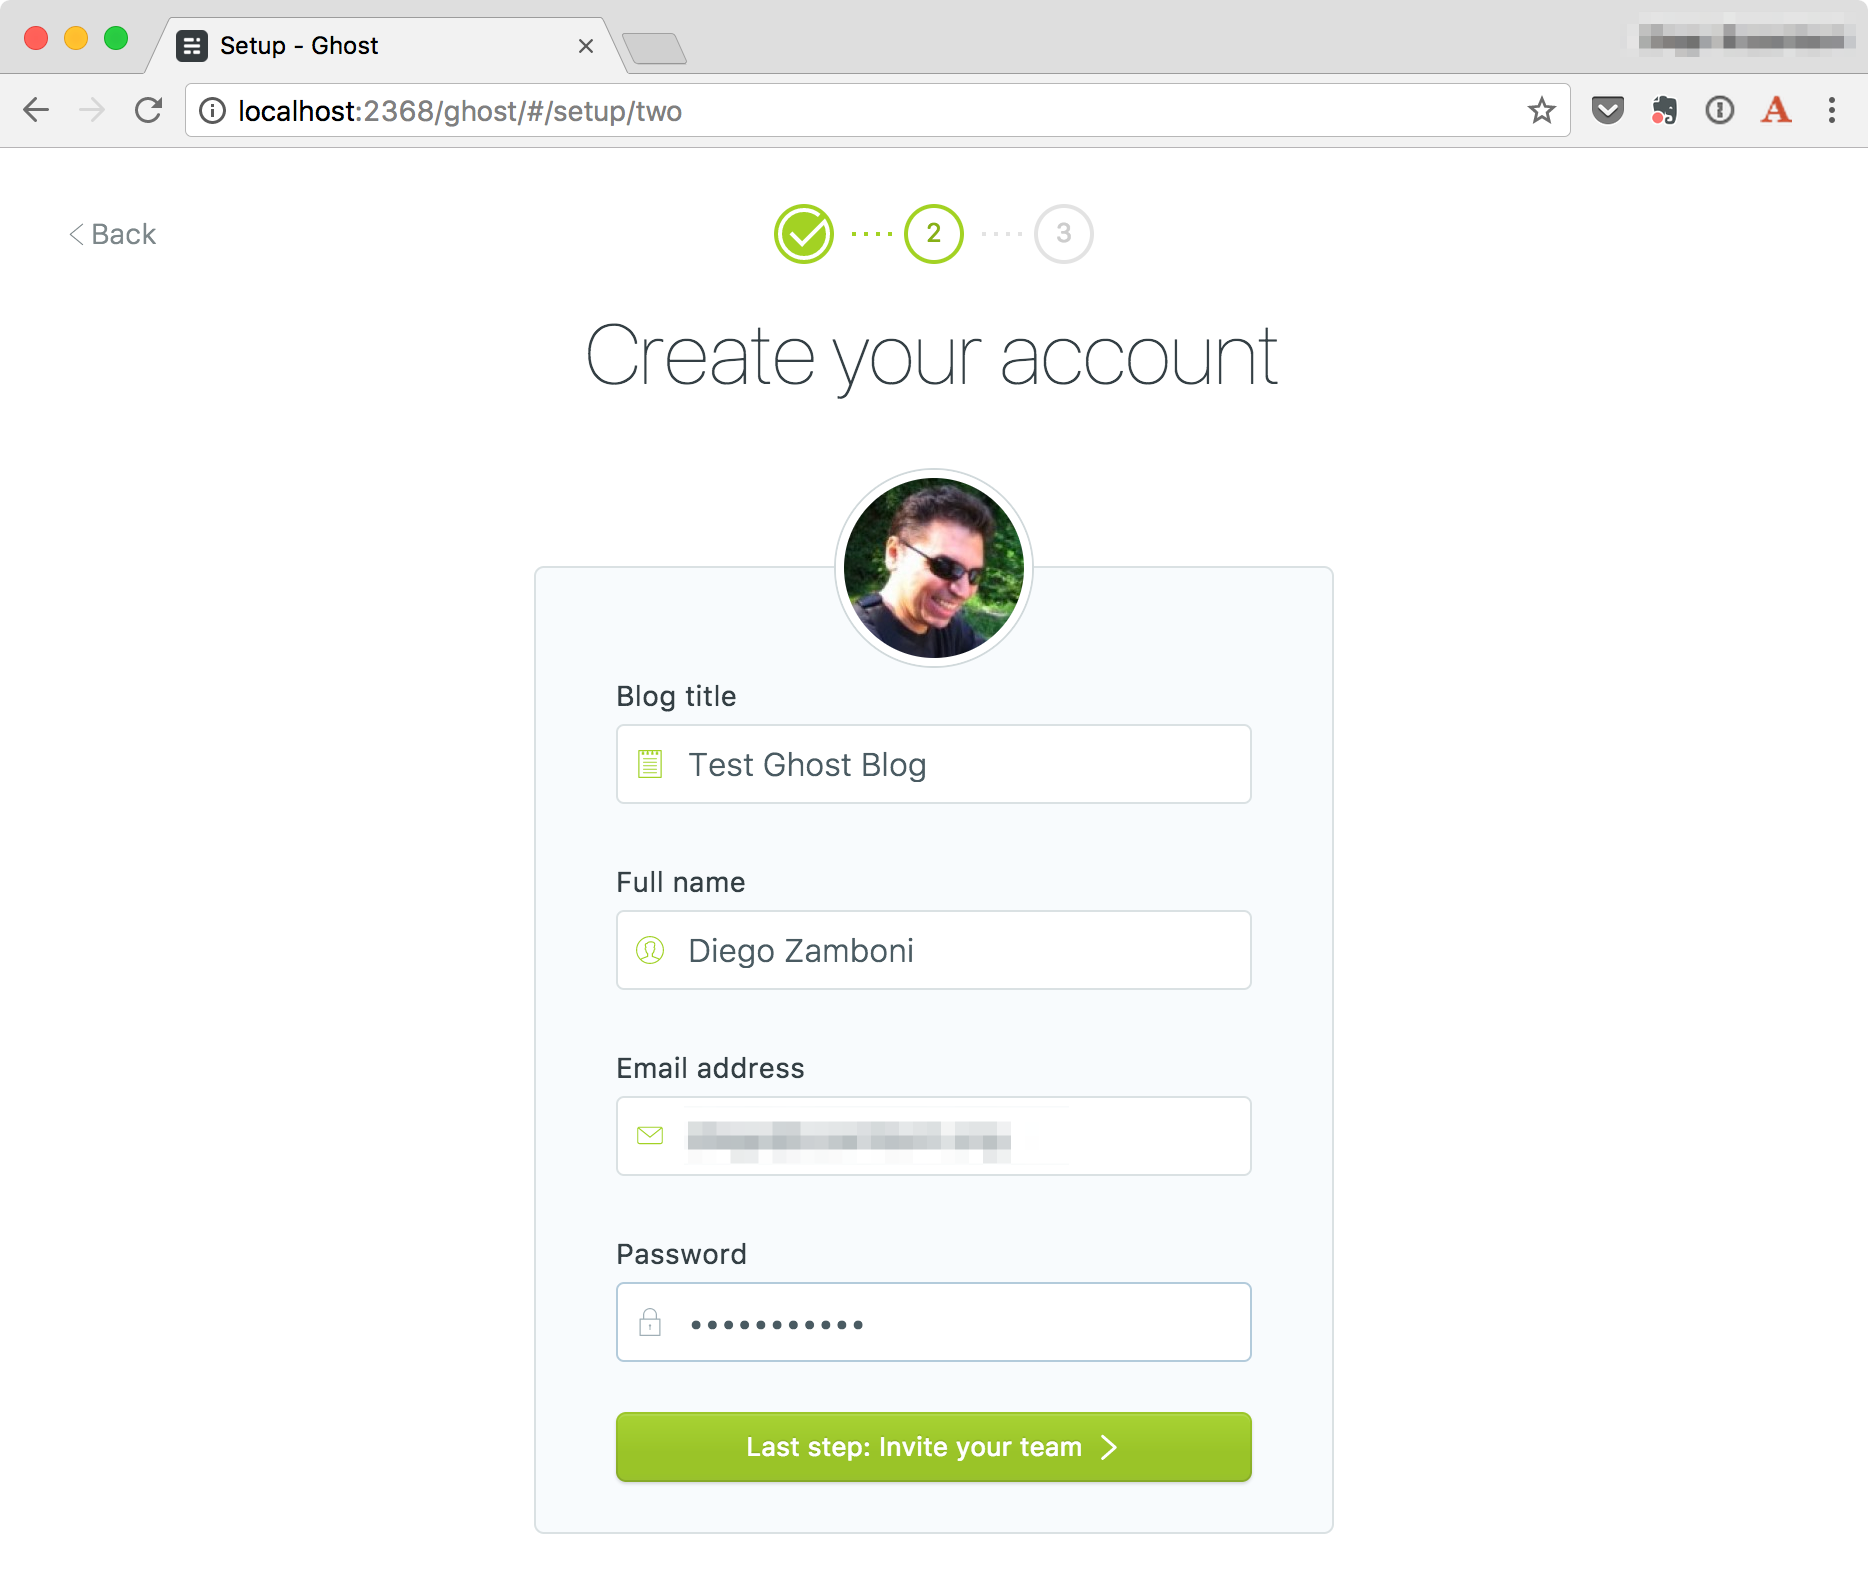 Setup - Ghost
localhost:2368/ghost/#/setup/two
Back
2
3
Create your account
Blog title
Test Ghost Blog
Full name
Diego Zamboni
Email address
Password
Last step: Invite your team